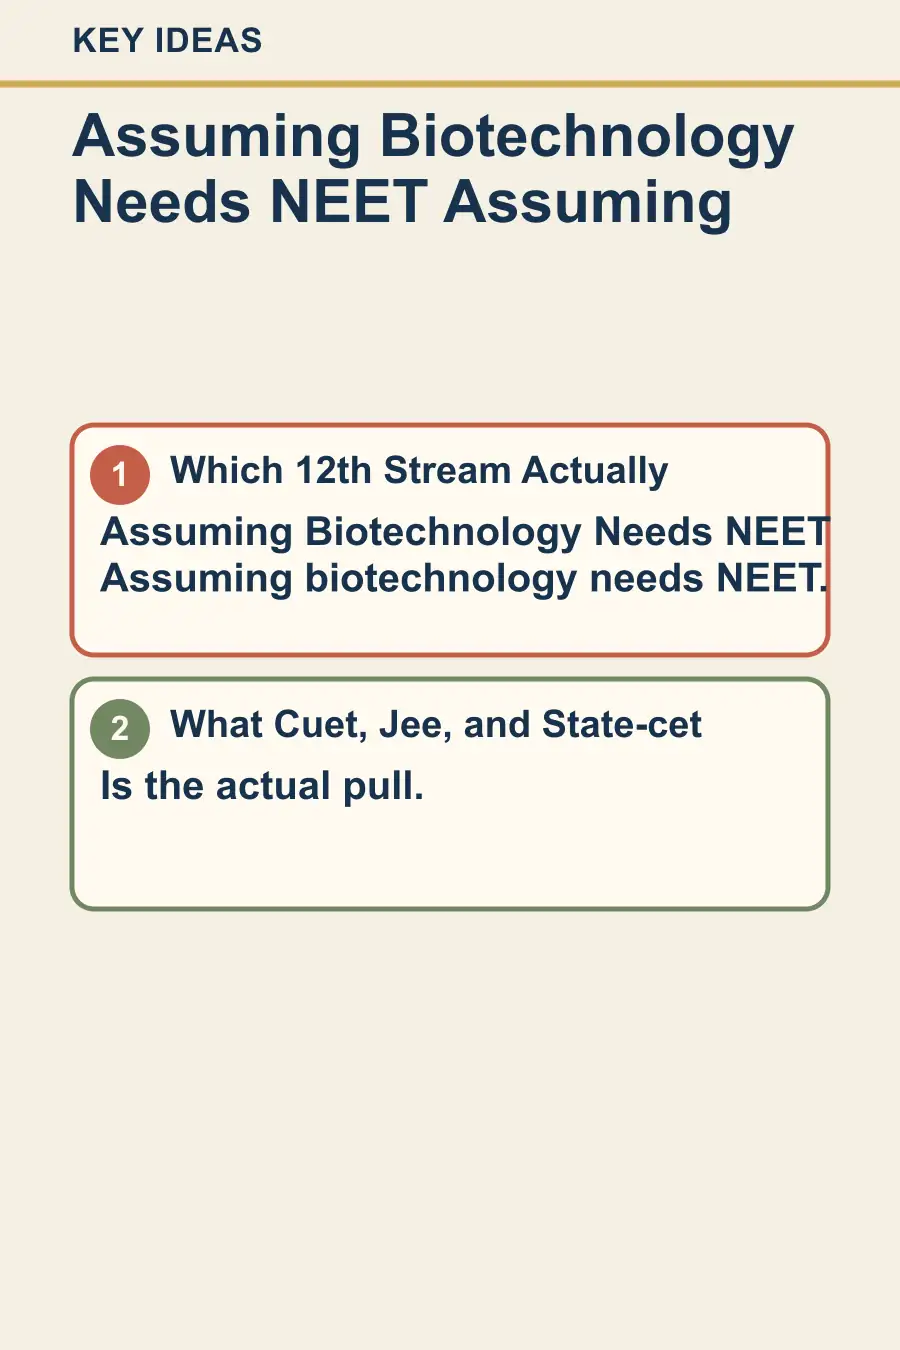 KEY IDEAS
Assuming Biotechnology
Needs NEET Assuming
1 Which 12th Stream Actually
Assuming Biotechnology Needs NEET
Assuming biotechnology needs NEET.
2 What Cuet, Jee, and State-cet
Is the actual pull.